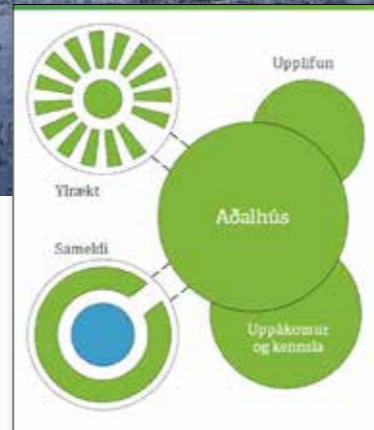 Upplifun
Aðalhús
Ylrækt
Sameldi
Uppákomur
og kennsla